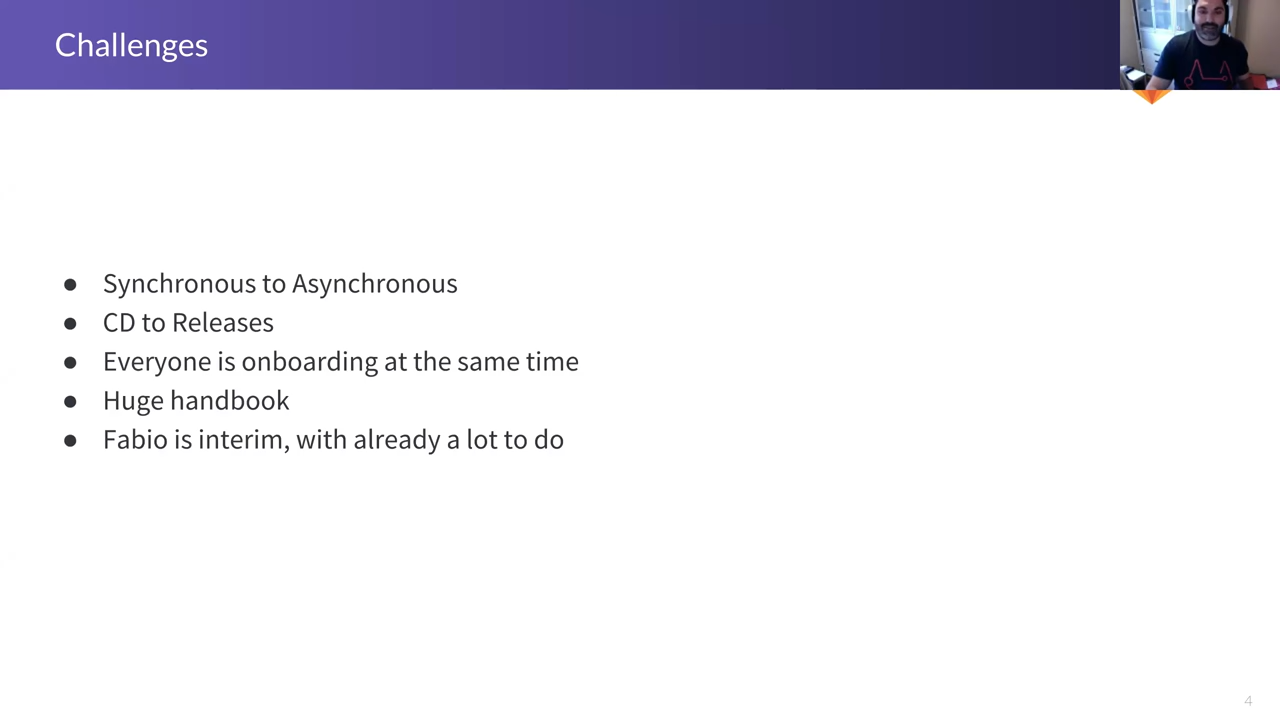 Challenges
● Synchronous to Asynchronous
● CD to Releases
● Everyone is onboarding at the same time
● Huge handbook
● Fabio is interim, with already a lot to do
4